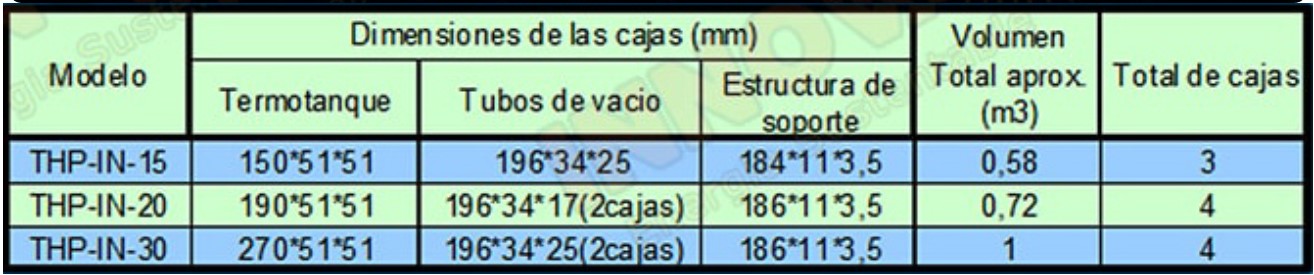 Modelo Dimensiones de las cajas (mm) Volumen Total aprox. (m3) Total de cajas
Termotanque Tubos de vacio Estructura de soporte
THP-IN-15 150*51*51 196*34*25 184*11*3,5 0,58 3
THP-IN-20 190*51*51 196*34*17(2cajas) 186*11*3,5 0,72 4
THP-IN-30 270*51*51 196*34*25(2cajas) 186*11*3,5 1 4